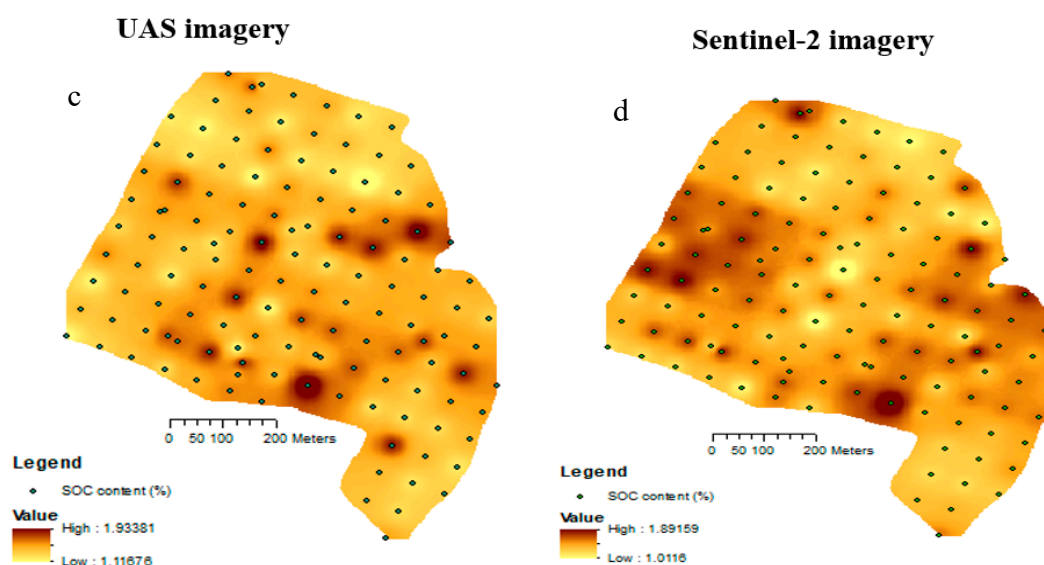 UAS imagery
Sentinel-2 imagery
c
d
0 50 100 200 Meters
0 50 100 200 Meters
Legend
SOC content (%)
Value
High : 1.93381
Low : 1.11676
Legend
SOC content (%)
Value
High : 1.89159
Low : 1.0116